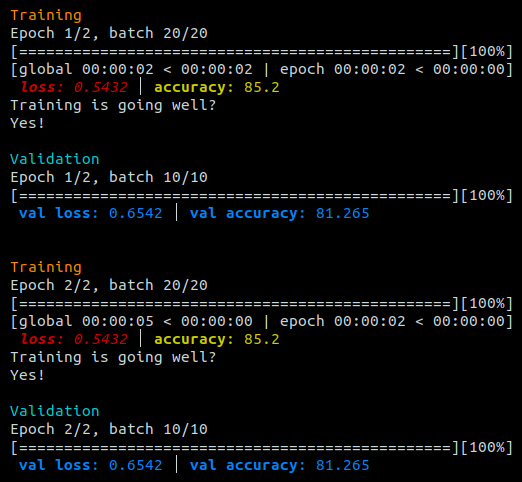 Training
Epoch 1/2, batch 20/20
[================================================][100%]
[global 00:00:02 < 00:00:02 | epoch 00:00:02 < 00:00:00]
loss: 0.5432 | accuracy: 85.2
Training is going well?
Yes!
Validation
Epoch 1/2, batch 10/10
[================================================][100%]
val loss: 0.6542 | val accuracy: 81.265
Training
Epoch 2/2, batch 20/20
[================================================][100%]
[global 00:00:05 < 00:00:00 | epoch 00:00:02 < 00:00:00]
loss: 0.5432 | accuracy: 85.2
Training is going well?
Yes!
Validation
Epoch 2/2, batch 10/10
[================================================][100%]
val loss: 0.6542 | val accuracy: 81.265